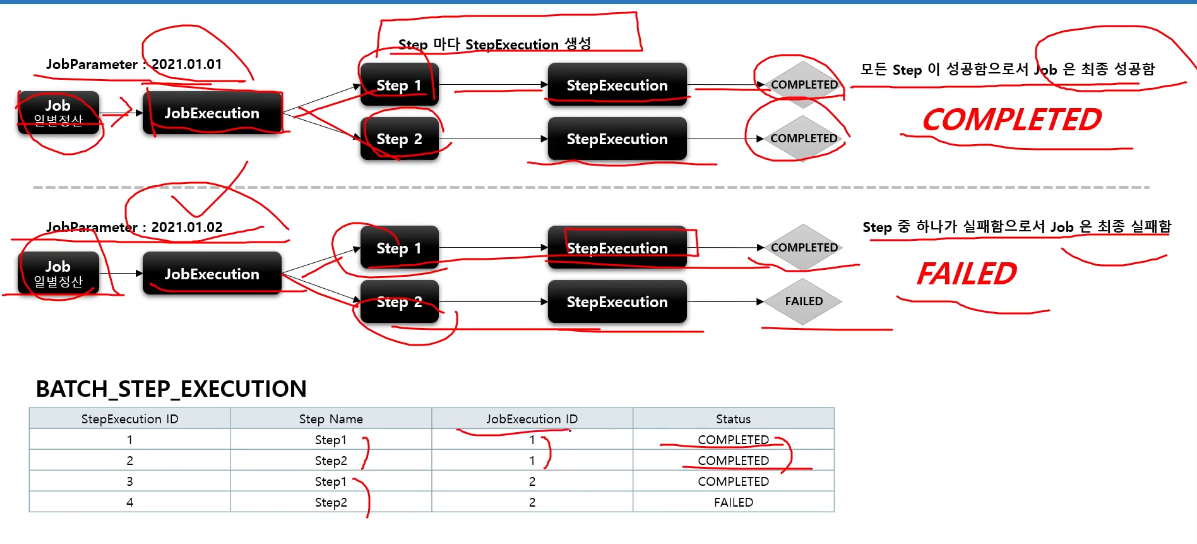 Step 마다 StepExecution 생성
JobParameter : 2021.01.01
모든 Step 이 성공함으로서 Job 은 최종 성공함
Job
일별정산
JobExecution
Step 1
StepExecution
COMPLETED
COMPLETED
Step 2
StepExecution
COMPLETED
JobParameter : 2021.01.02
Step 중 하나가 실패함으로서 Job 은 최종 실패함
Job
일별정산
JobExecution
Step 1
StepExecution
COMPLETED
FAILED
Step 2
StepExecution
FAILED
BATCH_STEP_EXECUTION
StepExecution ID Step Name JobExecution ID Status
1 Step1 1 COMPLETED
2 Step2 1 COMPLETED
3 Step1 2 COMPLETED
4 Step2 2 FAILED